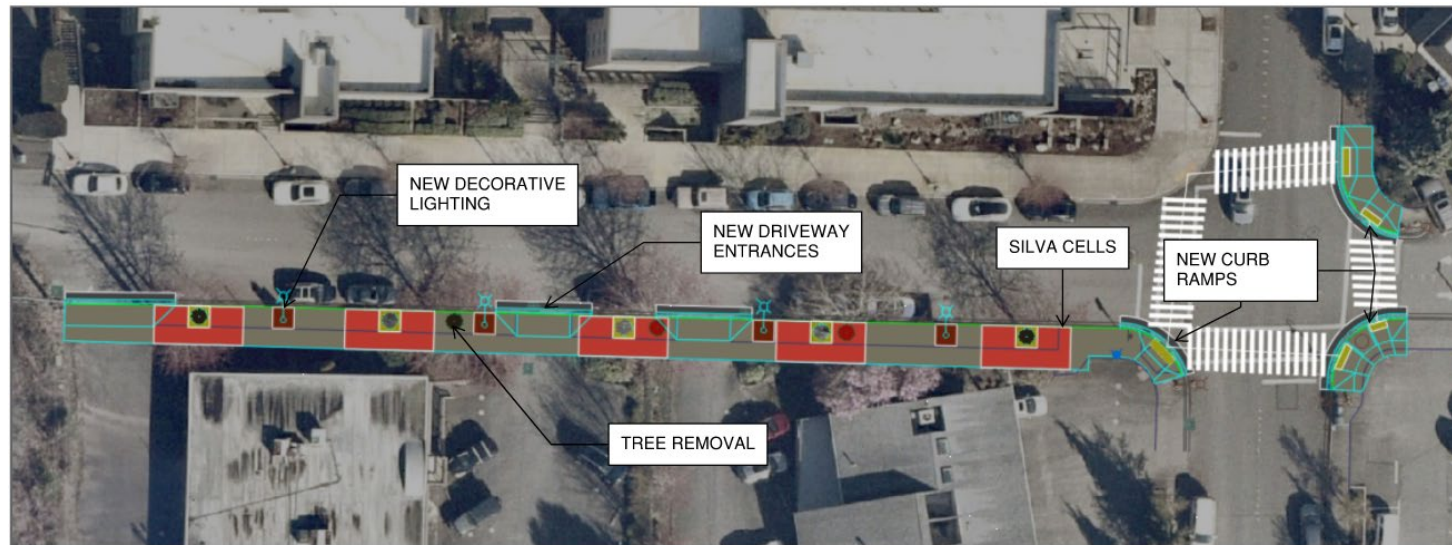 NEW DECORATIVE
LIGHTING
NEW DRIVEWAY
ENTRANCES
SILVA CELLS
NEW CURB
RAMPS
TREE REMOVAL